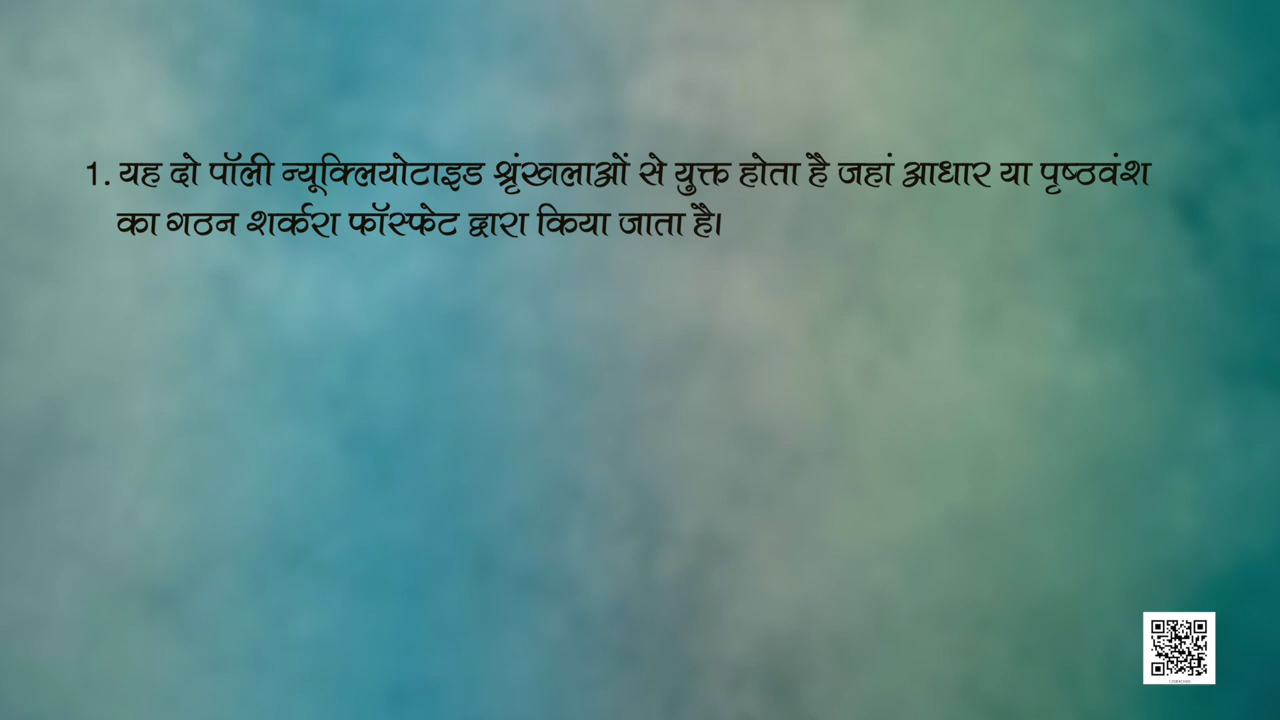 1. यह दो पॉली न्यूक्लियोटाइड श्रृंखलाओं से युक्त होता है जहां आधार या पृष्ठवंश
का गठन शर्करा फॉस्फेट द्वारा किया जाता है।